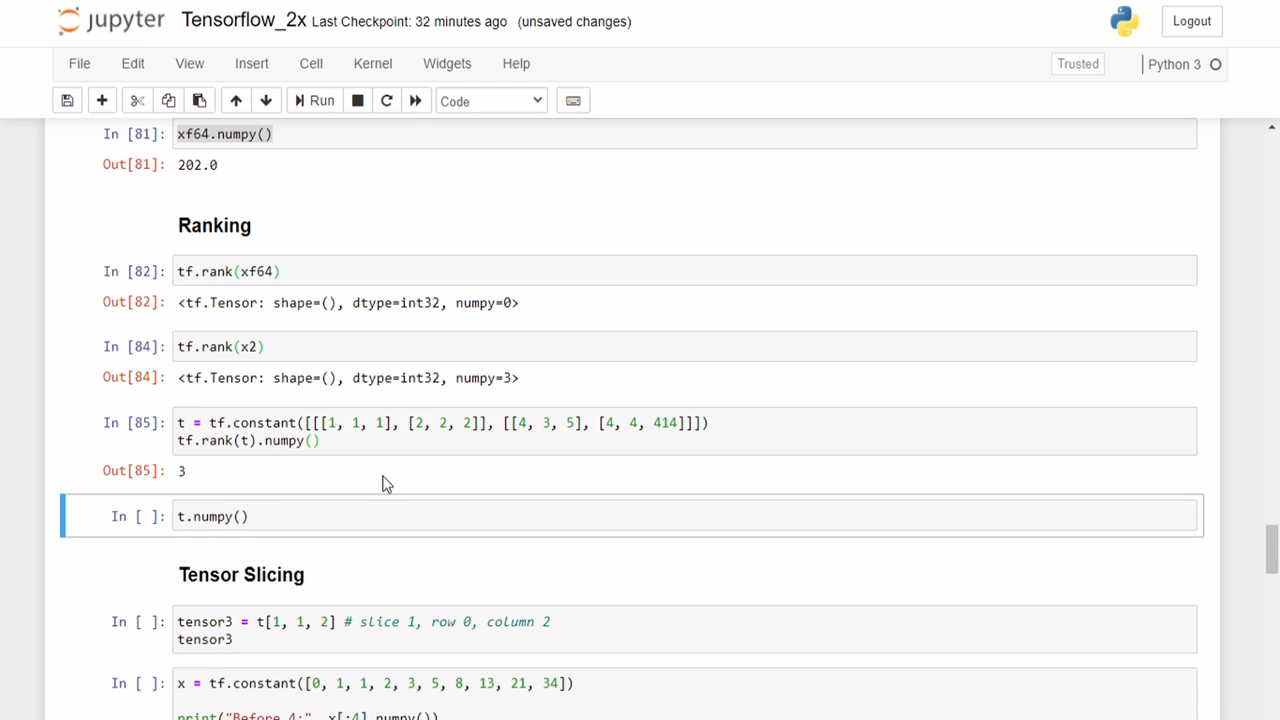 jupyter Tensorflow_2x Last Checkpoint: 32 minutes ago (unsaved changes) Logout
File Edit View Insert Cell Kernel Widgets Help Trusted Python 3
Run Code
In [81]: xf64.numpy()
Out[81]: 202.0
Ranking
In [82]: tf.rank(xf64)
Out[82]: <tf.Tensor: shape=(), dtype=int32, numpy=0>
In [84]: tf.rank(x2)
Out[84]: <tf.Tensor: shape=(), dtype=int32, numpy=3>
In [85]: t = tf.constant([[[1, 1, 1], [2, 2, 2]], [[4, 3, 5], [4, 4, 414]]])
tf.rank(t).numpy()
Out[85]: 3
In [ ]: t.numpy()
Tensor Slicing
In [ ]: tensor3 = t[1, 1, 2] # slice 1, row 0, column 2
tensor3
In [ ]: x = tf.constant([0, 1, 1, 2, 3, 5, 8, 13, 21, 34])
print("Before 4:", x[:4].numpy())